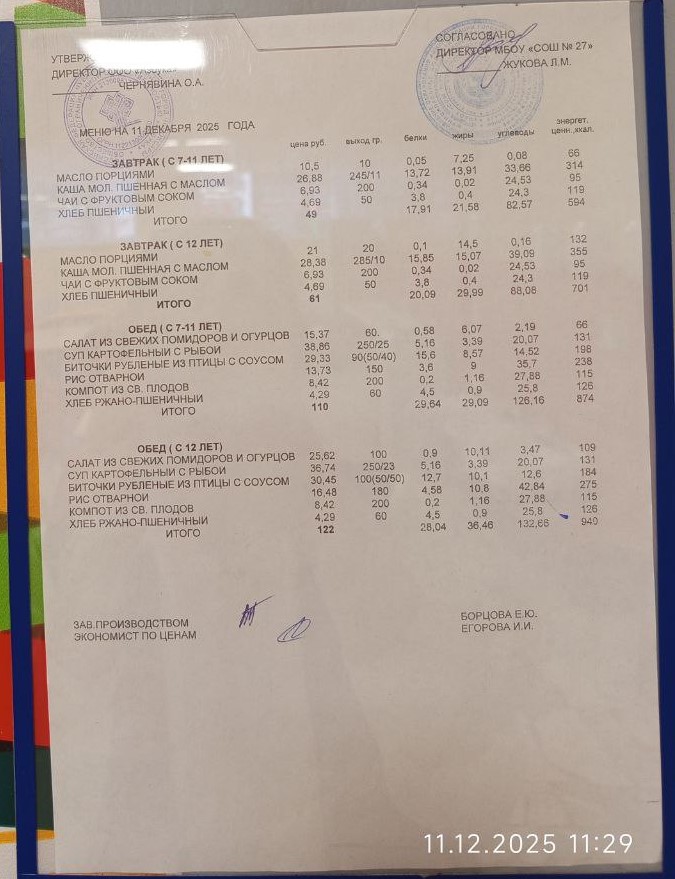 УТВЕРЖ
ДИРЕКТОР ООО
ЧЕРНЯВИНА О.А.
СОГЛАСОВАНО
ДИРЕКТОР МБОУ «СОШ № 27»
ЖУКОВА Л.М.
МЕНЮ НА 11 ДЕКАБРЯ 2025 ГОДА
цена руб. выход гр. белки жиры углеводы энергет. ценн.,ккал.
ЗАВТРАК ( С 7-11 ЛЕТ)
МАСЛО ПОРЦИЯМИ 10,5 10 0,05 7,25 0,08 66
КАША МОЛ. ПШЕННАЯ С МАСЛОМ 26,88 245/11 13,72 13,91 33,66 314
ЧАЙ С ФРУКТОВЫМ СОКОМ 6,93 200 0,34 0,02 24,53 95
ХЛЕБ ПШЕНИЧНЫЙ 4,69 50 3,8 0,4 24,3 119
ИТОГО 49 17,91 21,58 82,57 594
ЗАВТРАК ( С 12 ЛЕТ)
МАСЛО ПОРЦИЯМИ 21 20 0,1 14,5 0,16 132
КАША МОЛ. ПШЕННАЯ С МАСЛОМ 28,38 285/10 15,85 15,07 39,09 355
ЧАЙ С ФРУКТОВЫМ СОКОМ 6,93 200 0,34 0,02 24,53 95
ХЛЕБ ПШЕНИЧНЫЙ 4,69 50 3,8 0,4 24,3 119
ИТОГО 61 20,09 29,99 88,08 701
ОБЕД ( С 7-11 ЛЕТ)
САЛАТ ИЗ СВЕЖИХ ПОМИДОРОВ И ОГУРЦОВ 15,37 60. 0,58 6,07 2,19 66
СУП КАРТОФЕЛЬНЫЙ С РЫБОЙ 38,86 250/25 5,16 3,39 20,07 131
БИТОЧКИ РУБЛЕНЫЕ ИЗ ПТИЦЫ С СОУСОМ 29,33 90(50/40) 15,6 8,57 14,52 198
РИС ОТВАРНОЙ 13,73 150 3,6 9 35,7 238
КОМПОТ ИЗ СВ. ПЛОДОВ 8,42 200 0,2 1,16 27,88 115
ХЛЕБ РЖАНО-ПШЕНИЧНЫЙ 4,29 60 4,5 0,9 25,8 126
ИТОГО 110 29,64 29,09 126,16 874
ОБЕД ( С 12 ЛЕТ)
САЛАТ ИЗ СВЕЖИХ ПОМИДОРОВ И ОГУРЦОВ 25,62 100 0,9 10,11 3,47 109
СУП КАРТОФЕЛЬНЫЙ С РЫБОЙ 36,74 250/23 5,16 3,39 20,07 131
БИТОЧКИ РУБЛЕНЫЕ ИЗ ПТИЦЫ С СОУСОМ 30,45 100(50/50) 12,7 10,1 12,6 184
РИС ОТВАРНОЙ 16,48 180 4,58 10,8 42,84 275
КОМПОТ ИЗ СВ. ПЛОДОВ 8,42 200 0,2 1,16 27,88 115
ХЛЕБ РЖАНО-ПШЕНИЧНЫЙ 4,29 60 4,5 0,9 25,8 126
ИТОГО 122 28,04 36,46 132,66 940
ЗАВ.ПРОИЗВОДСТВОМ БОРЦОВА Е.Ю.
ЭКОНОМИСТ ПО ЦЕНАМ ЕГОРОВА И.И.
11.12.2025 11:29